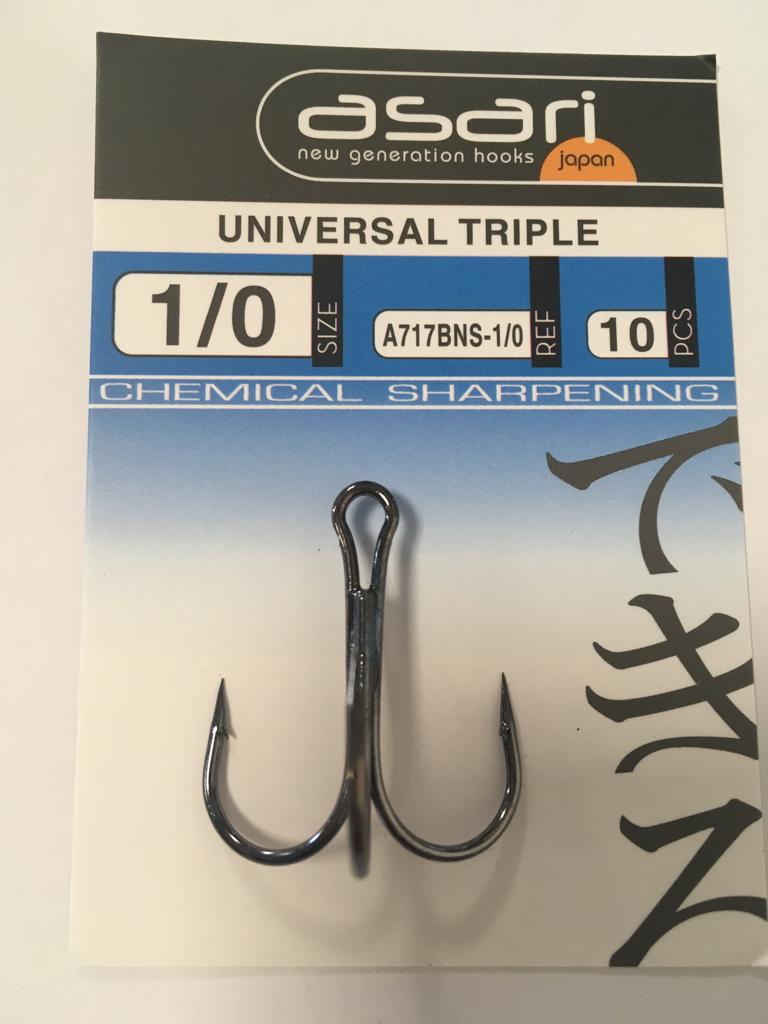 asari
new generation hooks
japan
UNIVERSAL TRIPLE
1/0 SIZE
A717BNS-1/0 REF
10 PCS
CHEMICAL SHARPENING